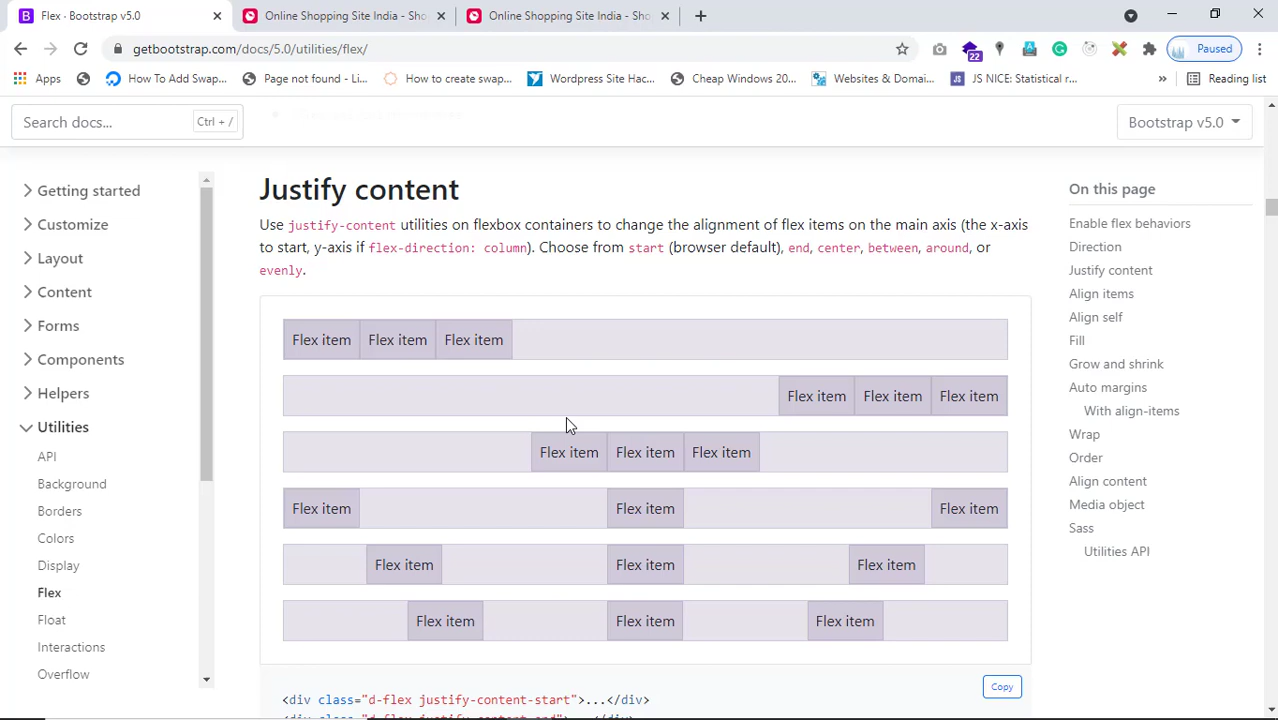 Flex · Bootstrap v5.0
Online Shopping Site India - Sho
Online Shopping Site India - Sho
getbootstrap.com/docs/5.0/utilities/flex/
22
Paused
Apps
How To Add Swap...
Page not found - Li...
How to create swap...
Wordpress Site Hac...
Cheap Windows 20...
Websites & Domai...
JS NICE: Statistical r...
»
Reading list
Search docs...
Ctrl + /
Bootstrap v5.0
Getting started
Customize
Layout
Content
Forms
Components
Helpers
Utilities
API
Background
Borders
Colors
Display
Flex
Float
Interactions
Overflow
Justify content
Use justify-content utilities on flexbox containers to change the alignment of flex items on the main axis (the x-axis
to start, y-axis if flex-direction: column). Choose from start (browser default), end, center, between, around, or
evenly.
Flex item Flex item Flex item
Flex item Flex item Flex item
Flex item Flex item Flex item
Flex item Flex item Flex item
Flex item Flex item Flex item
Flex item Flex item Flex item
Copy
<div class="d-flex justify-content-start">...</div>
<div class="d-flex justify-content-end">...</div>
On this page
Enable flex behaviors
Direction
Justify content
Align items
Align self
Fill
Grow and shrink
Auto margins
With align-items
Wrap
Order
Align content
Media object
Sass
Utilities API